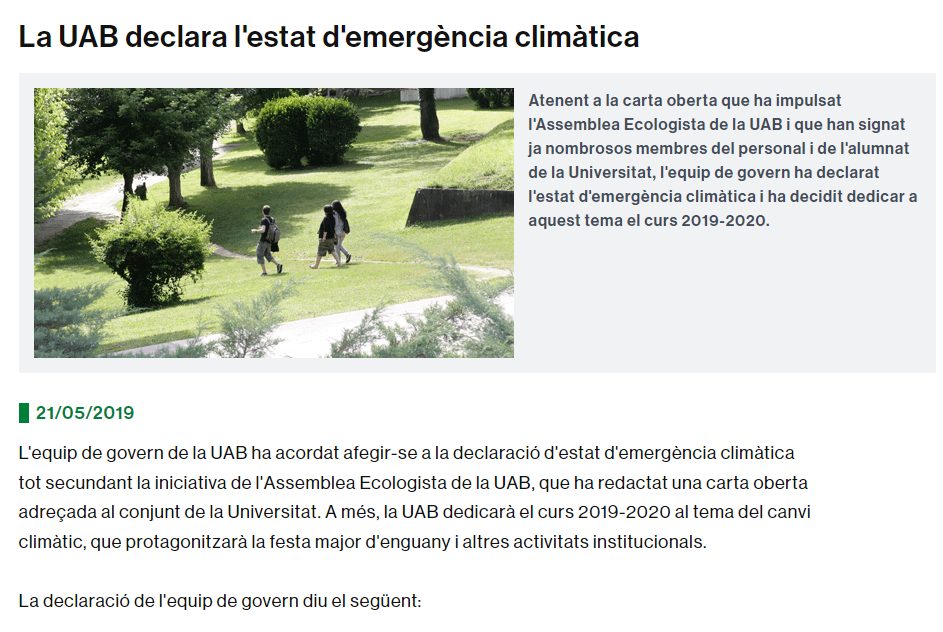 La UAB declara l'estat d'emergència climàtica
Atenent a la carta oberta que ha impulsat
l'Assemblea Ecologista de la UAB i que han signat
ja nombrosos membres del personal i de l'alumnat
de la Universitat, l'equip de govern ha declarat
l'estat d'emergència climàtica i ha decidit dedicar a
aquest tema el curs 2019-2020.
21/05/2019
L'equip de govern de la UAB ha acordat afegir-se a la declaració d'estat d'emergència climàtica
tot secundant la iniciativa de l'Assemblea Ecologista de la UAB, que ha redactat una carta oberta
adreçada al conjunt de la Universitat. A més, la UAB dedicarà el curs 2019-2020 al tema del canvi
climàtic, que protagonitzarà la festa major d'enguany i altres activitats institucionals.
La declaració de l'equip de govern diu el següent: